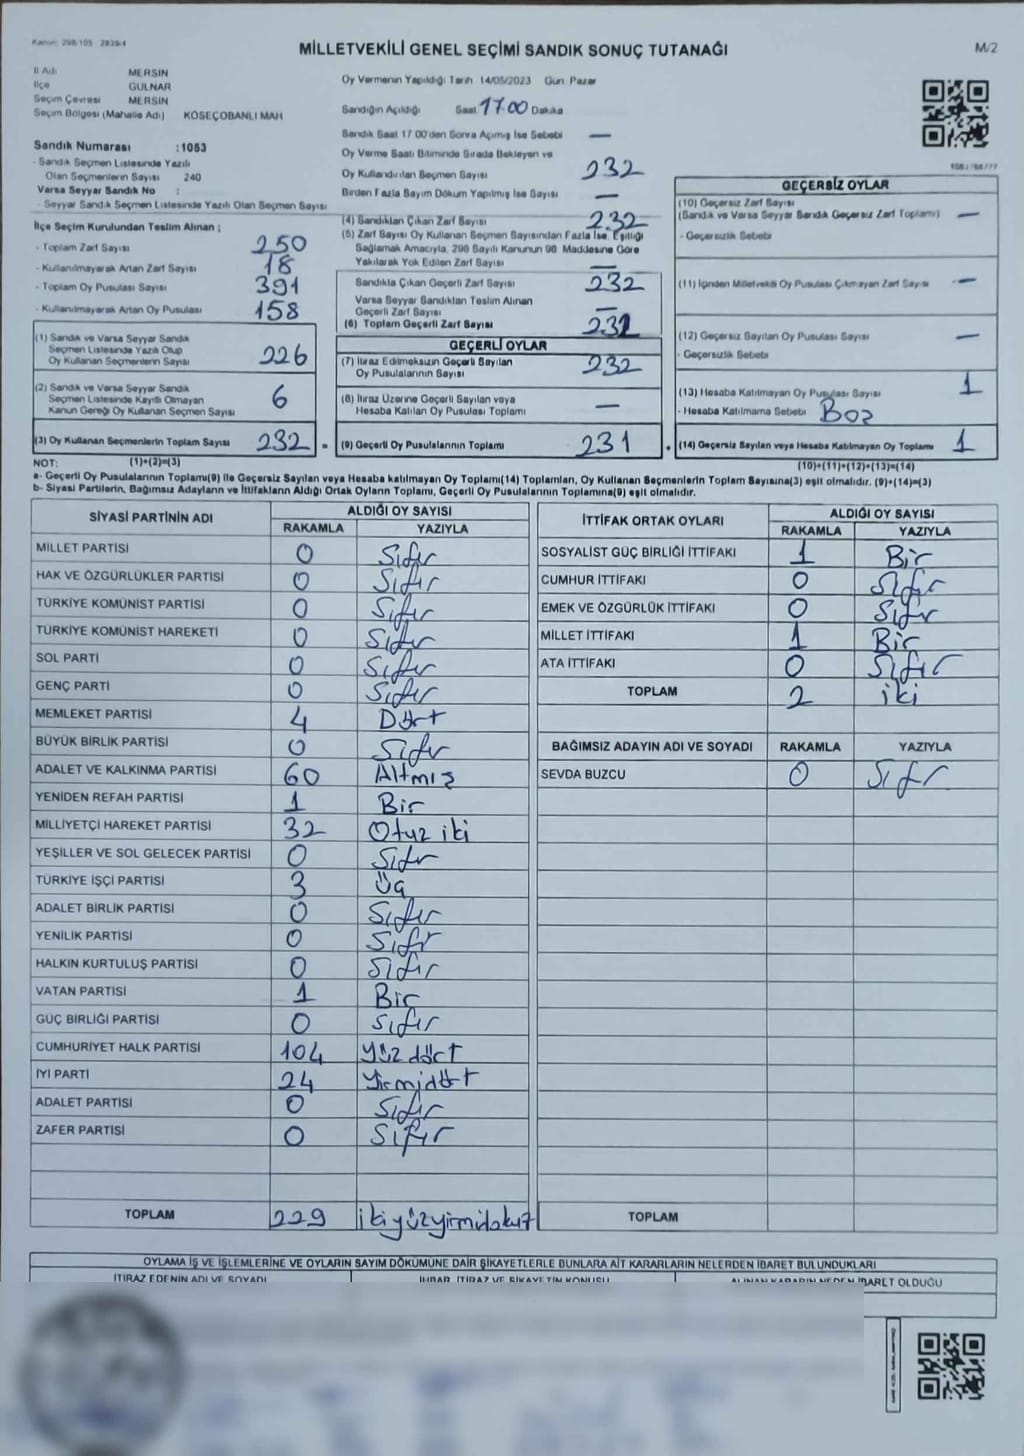 Kanun: 298/105 2839/4
MİLLETVEKİLİ GENEL SEÇİMİ SANDIK SONUÇ TUTANAĞI
M/2
İl Adı MERSİN
İlçe GÜLNAR
Seçim Çevresi MERSİN
Seçim Bölgesi (Mahalle Adı) KÖSEÇOBANLI MAH
Oy Vermenin Yapıldığı Tarih 14/05/2023 Gün Pazar
Sandığın Açıldığı Saat 17.00 Dakika
Sandık Saat 17 00'den Sonra Açılmış İse Sebebi —
Sandık Numarası :1053
- Sandık Seçmen Listesinde Yazılı
Olan Seçmenlerin Sayısı 240
Varsa Seyyar Sandık No :
- Seyyar Sandık Seçmen Listesinde Yazılı Olan Seçmen Sayısı
Oy Verme Saati Bitiminde Sırada Bekleyen ve
Oy Kullandırılan Seçmen Sayısı 232
Birden Fazla Sayım Döküm Yapılmış İse Sayısı —
İlçe Seçim Kurulundan Teslim Alınan ;
- Toplam Zarf Sayısı 250
- Kullanılmayarak Artan Zarf Sayısı 18
- Toplam Oy Pusulası Sayısı 391
- Kullanılmayarak Artan Oy Pusulası 158
(4) Sandıktan Çıkan Zarf Sayısı 232
(5) Zarf Sayısı Oy Kullanan Seçmen Sayısından Fazla İse, Eşitliği
Sağlamak Amacıyla, 298 Sayılı Kanunun 98. Maddesine Göre
Yakılarak Yok Edilen Zarf Sayısı —
Sandıkta Çıkan Geçerli Zarf Sayısı 232
Varsa Seyyar Sandıktan Teslim Alınan
Geçerli Zarf Sayısı —
(6) Toplam Geçerli Zarf Sayısı 232
GEÇERSİZ OYLAR
(10) Geçersiz Zarf Sayısı
(Sandık ve Varsa Seyyar Sandık Geçersiz Zarf Toplamı) —
- Geçersizlik Sebebi
(11) İçinden Milletvekili Oy Pusulası Çıkmayan Zarf Sayısı —
(12) Geçersiz Sayılan Oy Pusulası Sayısı —
- Geçersizlik Sebebi
(13) Hesaba Katılmayan Oy Pusulası Sayısı 1
- Hesaba Katılmama Sebebi Boz
(14) Geçersiz Sayılan veya Hesaba Katılmayan Oy Toplamı 1
(10)+(11)+(12)+(13)=(14)
(1) Sandık ve Varsa Seyyar Sandık
Seçmen Listesinde Yazılı Olup
Oy Kullanan Seçmenlerin Sayısı 226
(2) Sandık ve Varsa Seyyar Sandık
Seçmen Listesinde Kayıtlı Olmayan
Kanun Gereği Oy Kullanan Seçmen Sayısı 6
(3) Oy Kullanan Seçmenlerin Toplam Sayısı 232 =
GEÇERLİ OYLAR
(7) İtiraz Edilmeksizin Geçerli Sayılan
Oy Pusulalarının Sayısı 232
(8) İtiraz Üzerine Geçerli Sayılan veya
Hesaba Katılan Oy Pusulası Toplamı —
(9) Geçerli Oy Pusulalarının Toplamı 231 +
NOT: (1)+(2)=(3)
a- Geçerli Oy Pusulalarının Toplamı(9) ile Geçersiz Sayılan veya Hesaba katılmayan Oy Toplamı(14) Toplamları, Oy Kullanan Seçmenlerin Toplam Sayısına(3) eşit olmalıdır. (9)+(14)=(3)
b- Siyasi Partilerin, Bağımsız Adayların ve İttifakların Aldığı Ortak Oyların Toplamı, Geçerli Oy Pusulalarının Toplamına(9) eşit olmalıdır.
SİYASİ PARTİNİN ADI ALDIĞI OY SAYISI
RAKAMLA YAZIYLA
MİLLET PARTİSİ 0 Sıfır
HAK VE ÖZGÜRLÜKLER PARTİSİ 0 Sıfır
TÜRKİYE KOMÜNİST PARTİSİ 0 Sıfır
TÜRKİYE KOMÜNİST HAREKETİ 0 Sıfır
SOL PARTİ 0 Sıfır
GENÇ PARTİ 0 Sıfır
MEMLEKET PARTİSİ 4 Dört
BÜYÜK BİRLİK PARTİSİ 0 Sıfır
ADALET VE KALKINMA PARTİSİ 60 Altmış
YENİDEN REFAH PARTİSİ 1 Bir
MİLLİYETÇİ HAREKET PARTİSİ 32 Otuz iki
YEŞİLLER VE SOL GELECEK PARTİSİ 0 Sıfır
TÜRKİYE İŞÇİ PARTİSİ 3 Üç
ADALET BİRLİK PARTİSİ 0 Sıfır
YENİLİK PARTİSİ 0 Sıfır
HALKIN KURTULUŞ PARTİSİ 0 Sıfır
VATAN PARTİSİ 1 Bir
GÜÇ BİRLİĞİ PARTİSİ 0 Sıfır
CUMHURİYET HALK PARTİSİ 104 Yüz dört
İYİ PARTİ 24 Yirmidört
ADALET PARTİSİ 0 Sıfır
ZAFER PARTİSİ 0 Sıfır
TOPLAM 229 ikiyüzyirmidokuz
İTTİFAK ORTAK OYLARI ALDIĞI OY SAYISI
RAKAMLA YAZIYLA
SOSYALİST GÜÇ BİRLİĞİ İTTİFAKI 1 Bir
CUMHUR İTTİFAKI 0 Sıfır
EMEK VE ÖZGÜRLÜK İTTİFAKI 0 Sıfır
MİLLET İTTİFAKI 1 Bir
ATA İTTİFAKI 0 Sıfır
TOPLAM 2 iki
BAĞIMSIZ ADAYIN ADI VE SOYADI RAKAMLA YAZIYLA
SEVDA BUZCU 0 Sıfır
TOPLAM
OYLAMA İŞ VE İŞLEMLERİNE VE OYLARIN SAYIM DÖKÜMÜNE DAİR ŞİKAYETLERLE BUNLARA AİT KARARLARIN NELERDEN İBARET BULUNDUKLARI
İTİRAZ EDENİN ADI VE SOYADI İHBAR, İTİRAZ VE ŞİKAYETİN KONUSU ALINAN KARARIN NEDEN İBARET OLDUĞU